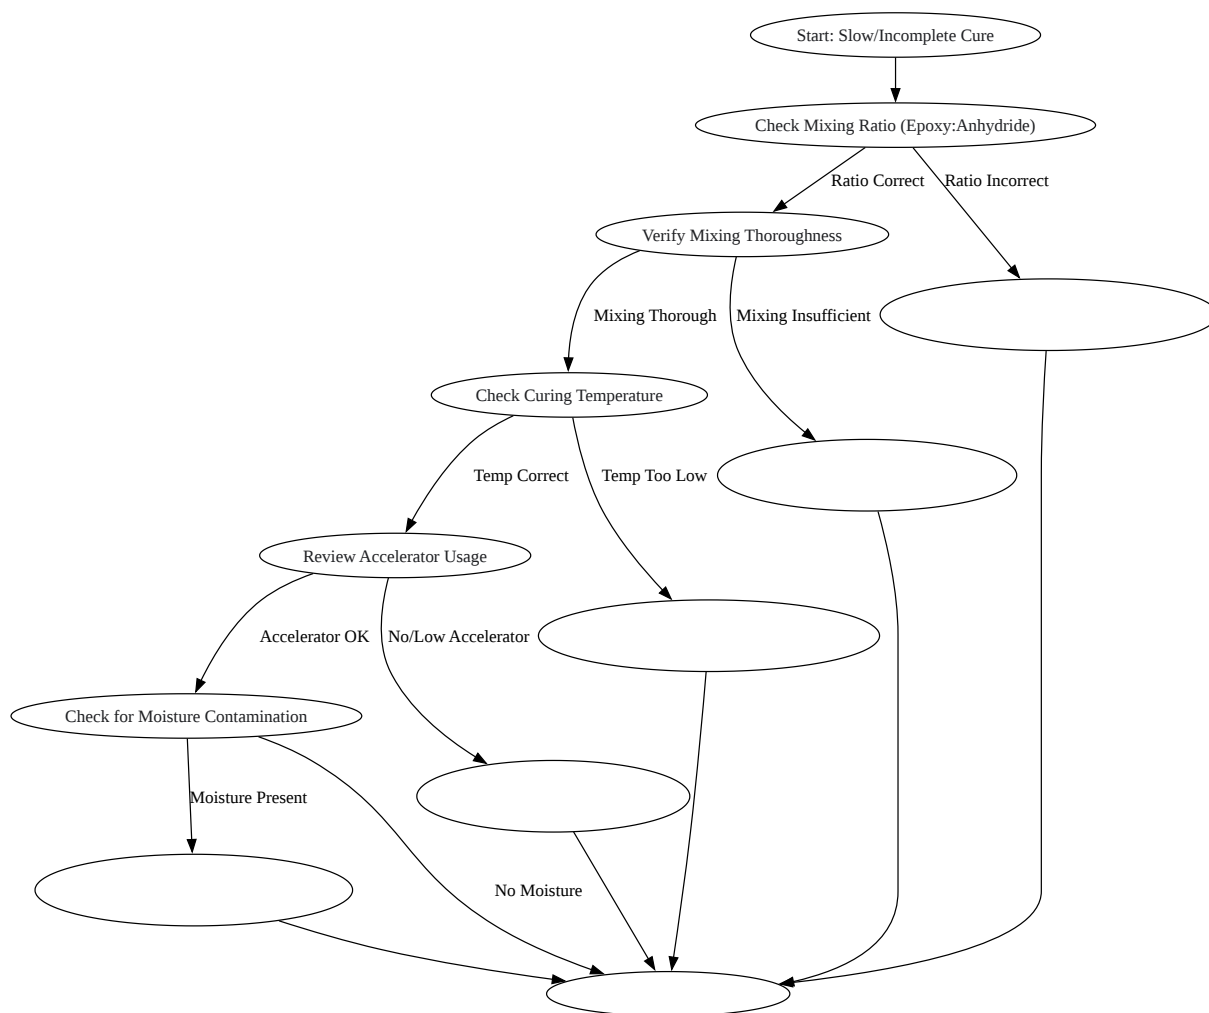 Start: Slow/Incomplete Cure
Check Mixing Ratio (Epoxy:Anhydride)
Ratio Correct
Ratio Incorrect
Verify Mixing Thoroughness
Mixing Thorough
Mixing Insufficient
Check Curing Temperature
Temp Correct
Temp Too Low
Review Accelerator Usage
Accelerator OK
No/Low Accelerator
Check for Moisture Contamination
Moisture Present
No Moisture